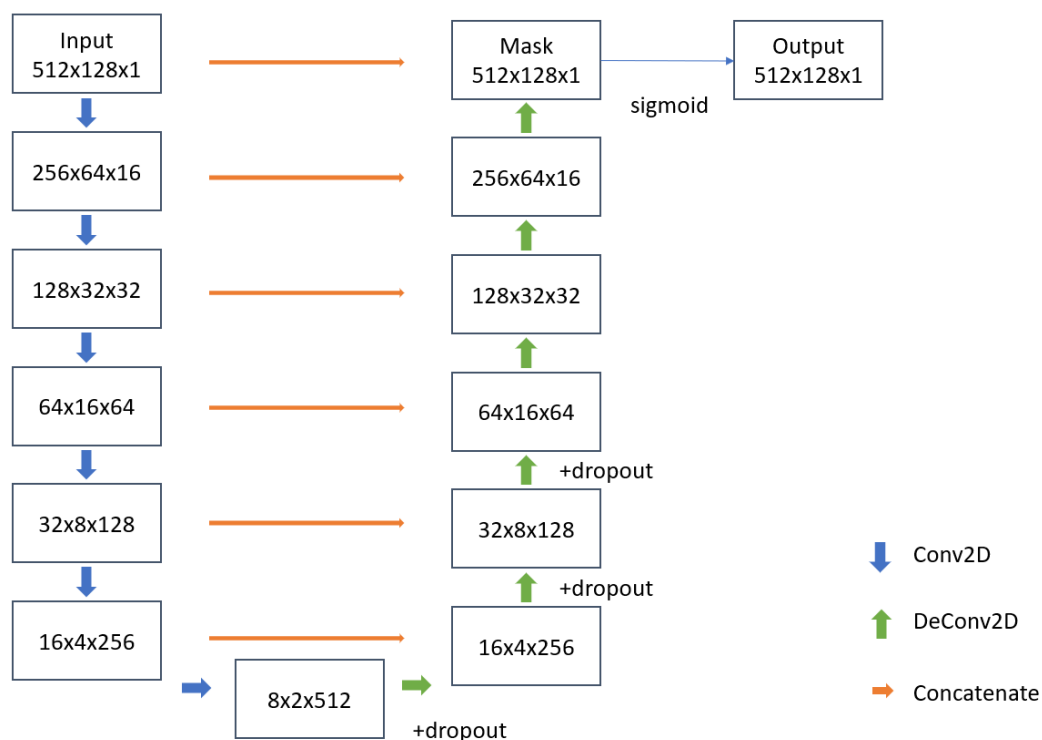 Input
512x128x1
256x64x16
128x32x32
64x16x64
32x8x128
16x4x256
8x2x512
+dropout
16x4x256
+dropout
32x8x128
+dropout
64x16x64
128x32x32
256x64x16
Mask
512x128x1
sigmoid
Output
512x128x1
Conv2D
DeConv2D
Concatenate